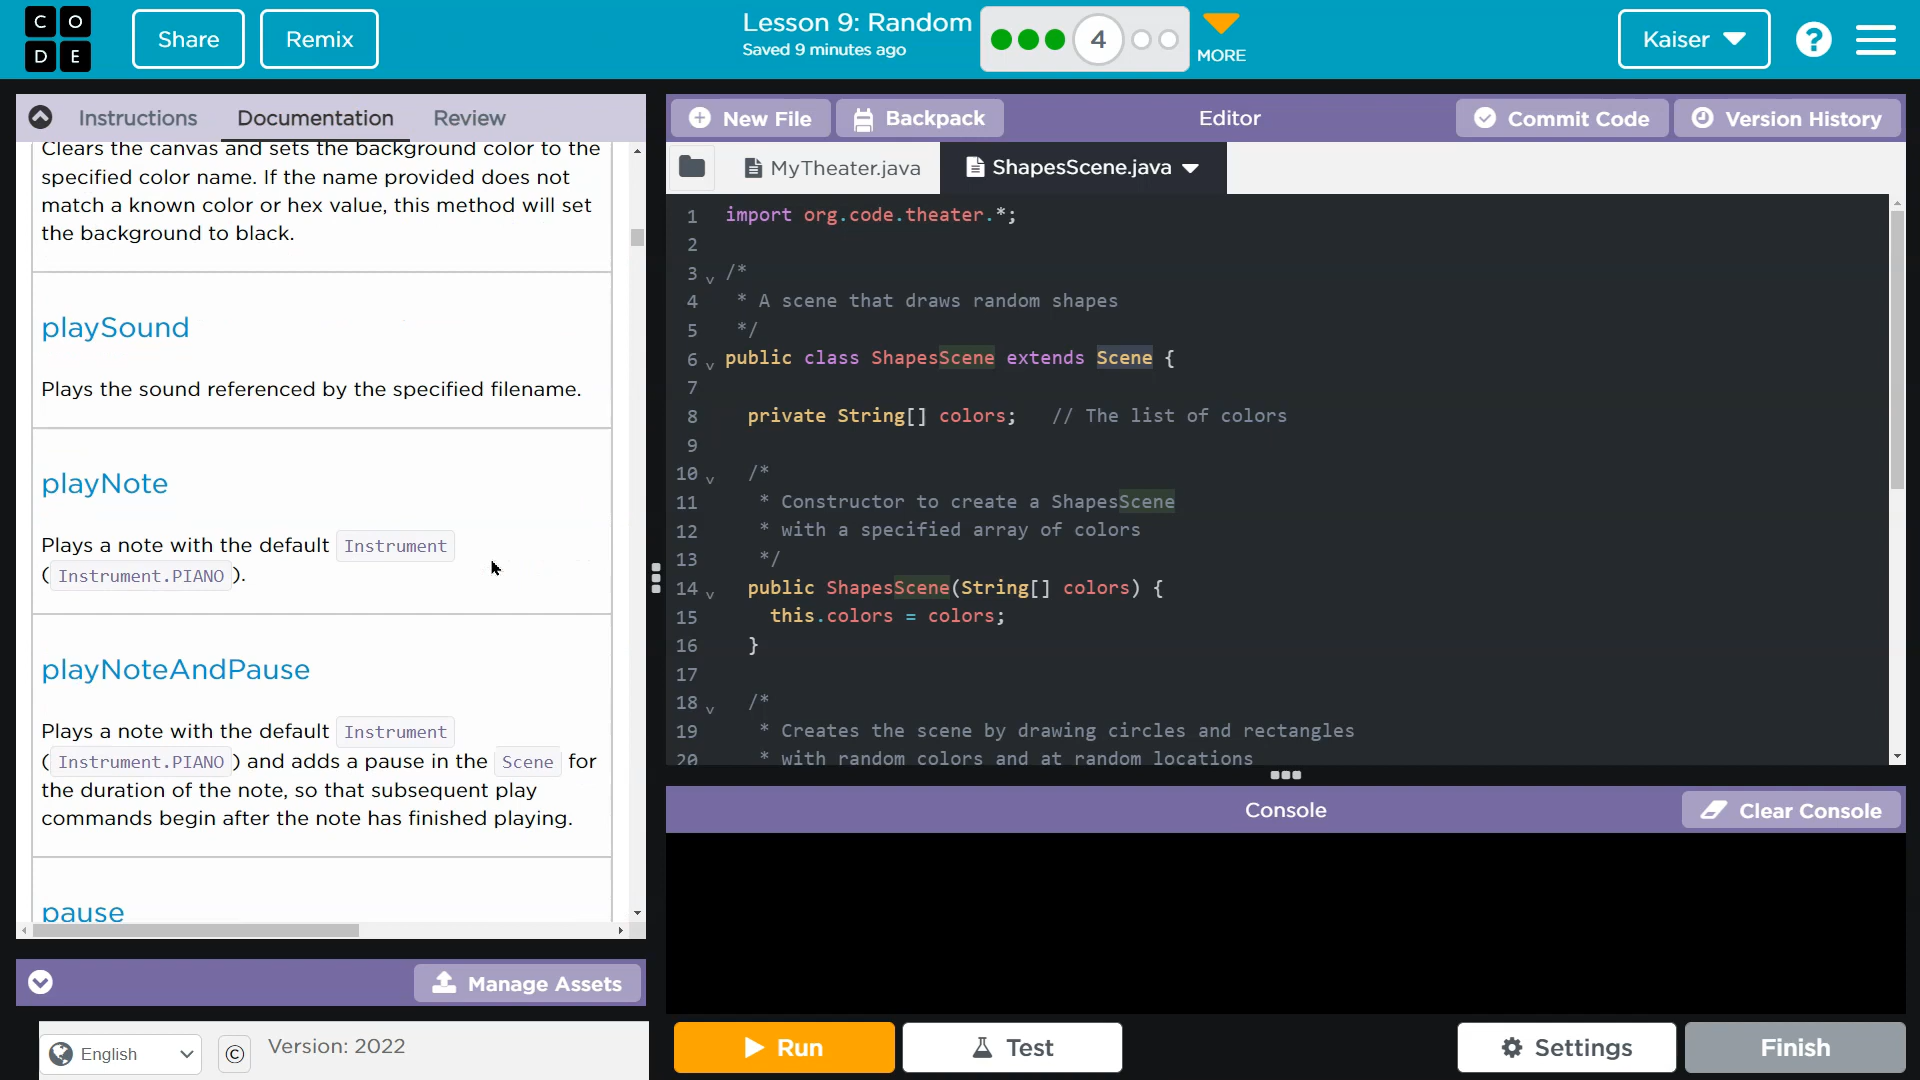 C O
D E
Share
Remix
Lesson 9: Random
Saved 9 minutes ago
4
MORE
Kaiser
?
Instructions
Documentation
Review
Clears the canvas and sets the background color to the
specified color name. If the name provided does not
match a known color or hex value, this method will set
the background to black.
playSound
Plays the sound referenced by the specified filename.
playNote
Plays a note with the default Instrument
(Instrument.PIANO).
playNoteAndPause
Plays a note with the default Instrument
(Instrument.PIANO) and adds a pause in the Scene for
the duration of the note, so that subsequent play
commands begin after the note has finished playing.
pause
Manage Assets
English
©
Version: 2022
New File
Backpack
Editor
Commit Code
Version History
MyTheater.java
ShapesScene.java
1 import org.code.theater.*;
2
3 /*
4 * A scene that draws random shapes
5 */
6 public class ShapesScene extends Scene {
7
8 private String[] colors; // The list of colors
9
10 /*
11 * Constructor to create a ShapesScene
12 * with a specified array of colors
13 */
14 public ShapesScene(String[] colors) {
15 this.colors = colors;
16 }
17
18 /*
19 * Creates the scene by drawing circles and rectangles
20 * with random colors and at random locations
Console
Clear Console
Run
Test
Settings
Finish